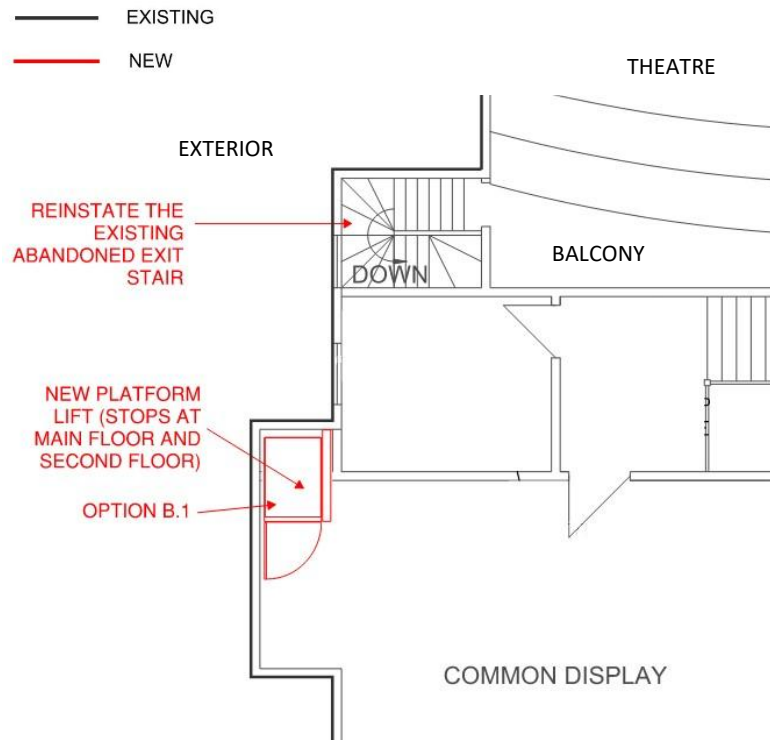 EXISTING
NEW
THEATRE
EXTERIOR
REINSTATE THE
EXISTING
ABANDONED EXIT
STAIR
BALCONY
DOWN
NEW PLATFORM
LIFT (STOPS AT
MAIN FLOOR AND
SECOND FLOOR)
OPTION B.1
COMMON DISPLAY